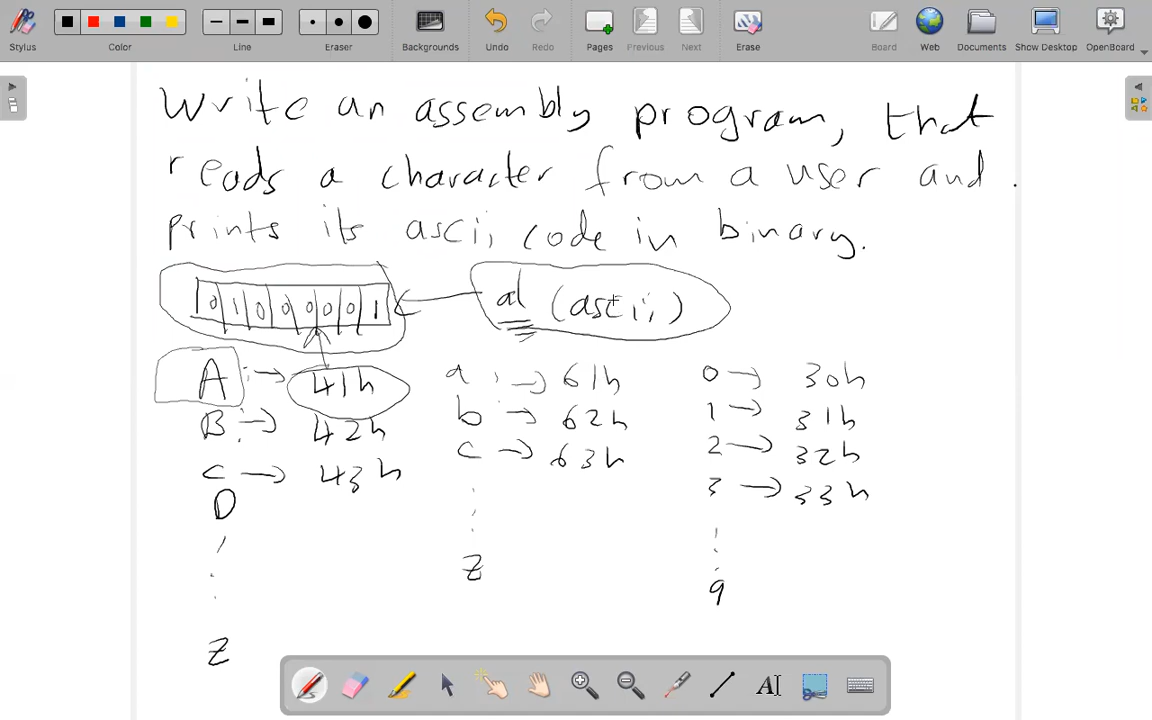 Stylus Color Line Eraser Backgrounds Undo Redo Pages Previous Next Erase Board Web Documents Show Desktop OpenBoard
Write an assembly program, that
reads a character from a user and
prints its ascii code in binary.
0 1 0 0 0 0 0 1 al (ascii)
A :→ 41h a :→ 61h 0 → 30h
B :→ 42h b :→ 62h 1 → 31h
C → 43h c → 63h 2 → 32h
D 3 → 33h
z 9
Z
AI